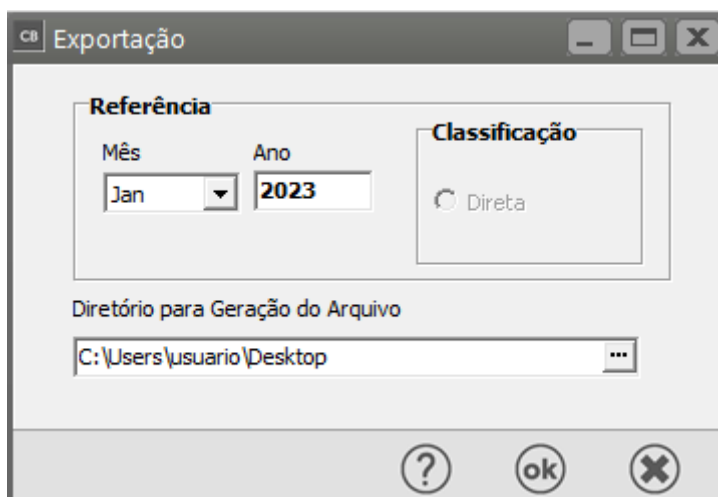 CB Exportação
Referência
Classificação
Mês Ano
Jan 2023
Direta
Diretório para Geração do Arquivo
C:\Users\usuario\Desktop ...
? ok